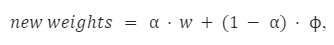 new weights = α · w + (1 − α) · ϕ,